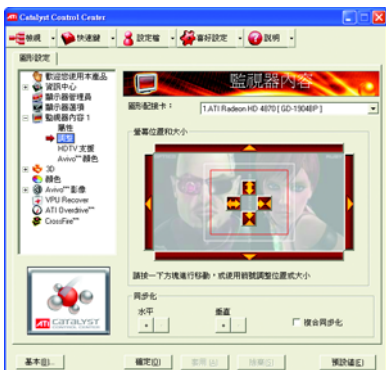 ATI Catalyst Control Center
檢視 快速鍵 設定檔 喜好設定 說明
圖形設定
歡迎您使用本產品
資訊中心
顯示器管理員
顯示器選項
監視器內容 1
屬性
調整
HDTV 支援
Avivo™ 顏色
3D
顏色
Avivo™ 影像
VPU Recover
ATI Overdrive™
CrossFire™
ATI CATALYST
CONTROL CENTER
監視器內容
圖形配接卡：
1.ATI Radeon HD 4870 [ GD-19048P ]
螢幕位置和大小
請按一下方塊進行移動，或使用箭號調整位置或大小
同步化
水平 垂直
+ - + -
複合同步化
基本(B)... 確定(O) 套用(A) 捨棄(S) 預設值(E)